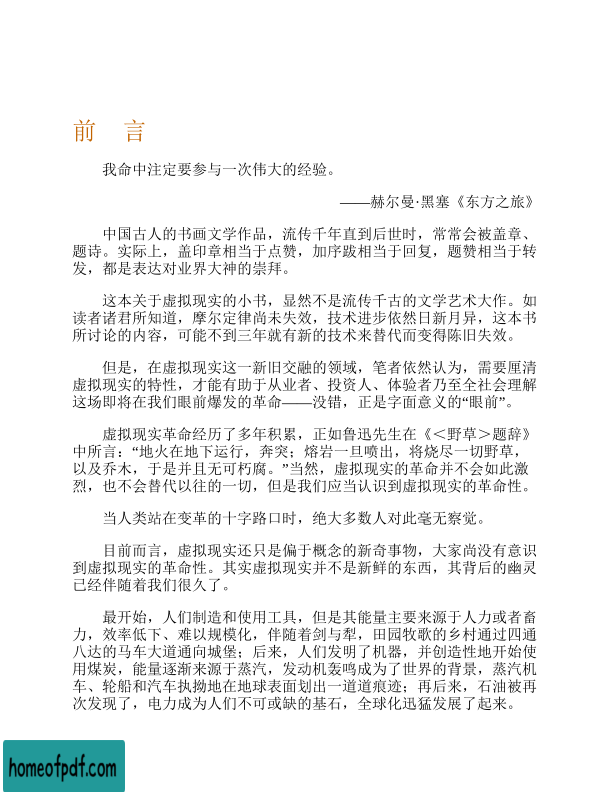 前 言
我命中注定要参与一次伟大的经验。
——赫尔曼·黑塞《东方之旅》
中国古人的书画文学作品，流传千年直到后世时，常常会被盖章、
题诗。实际上，盖印章相当于点赞，加序跋相当于回复，题赞相当于转
发，都是表达对业界大神的崇拜。
这本关于虚拟现实的小书，显然不是流传千古的文学艺术大作。如
读者诸君所知道，摩尔定律尚未失效，技术进步依然日新月异，这本书
所讨论的内容，可能不到三年就有新的技术来替代而变得陈旧失效。
但是，在虚拟现实这一新旧交融的领域，笔者依然认为，需要厘清
虚拟现实的特性，才能有助于从业者、投资人、体验者乃至全社会理解
这场即将在我们眼前爆发的革命——没错，正是字面意义的“眼前”。
虚拟现实革命经历了多年积累，正如鲁迅先生在《＜野草＞题辞》
中所言：“地火在地下运行，奔突；熔岩一旦喷出，将烧尽一切野草，
以及乔木，于是并且无可朽腐。”当然，虚拟现实的革命并不会如此激
烈，也不会替代以往的一切，但是我们应当认识到虚拟现实的革命性。
当人类站在变革的十字路口时，绝大多数人对此毫无察觉。
目前而言，虚拟现实还只是偏于概念的新奇事物，大家尚没有意识
到虚拟现实的革命性。其实虚拟现实并不是新鲜的东西，其背后的幽灵
已经伴随着我们很久了。
最开始，人们制造和使用工具，但是其能量主要来源于人力或者畜
力，效率低下、难以规模化，伴随着剑与犁，田园牧歌的乡村通过四通
八达的马车大道通向城堡；后来，人们发明了机器，并创造性地开始使
用煤炭，能量逐渐来源于蒸汽，发动机轰鸣成为了世界的背景，蒸汽机
车、轮船和汽车执拗地在地球表面划出一道道痕迹；再后来，石油被再
次发现了，电力成为人们不可或缺的基石，全球化迅猛发展了起来。
homeofpdf.com